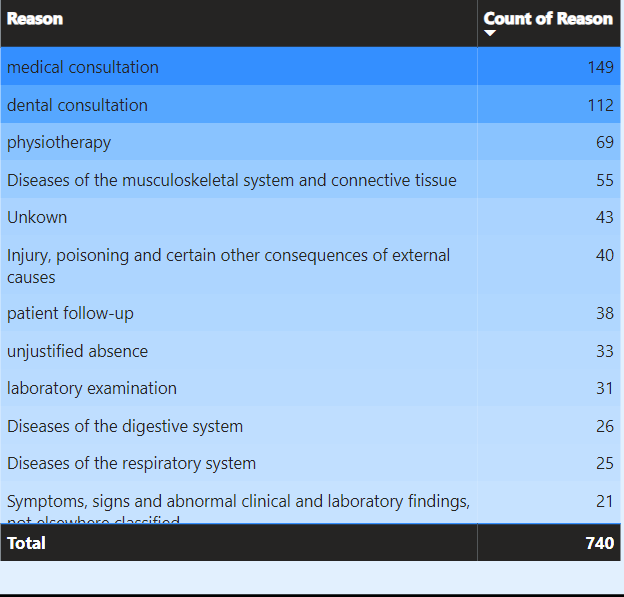 Reason Count of Reason
medical consultation 149
dental consultation 112
physiotherapy 69
Diseases of the musculoskeletal system and connective tissue 55
Unkown 43
Injury, poisoning and certain other consequences of external 40
causes
patient follow-up 38
unjustified absence 33
laboratory examination 31
Diseases of the digestive system 26
Diseases of the respiratory system 25
Symptoms, signs and abnormal clinical and laboratory findings, 21
not elsewhere classified
Total 740